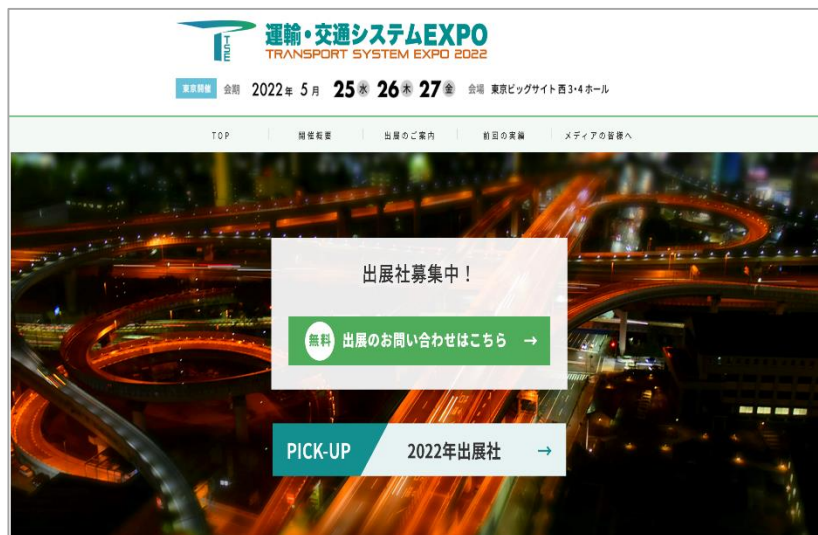 TSE
運輸・交通システムEXPO
TRANSPORT SYSTEM EXPO 2022
東京開催 会期 2022年 5月 25水 26木 27金 会場 東京ビッグサイト 西3・4ホール
TOP 開催概要 出展のご案内 前回の実績 メディアの皆様へ
出展社募集中！
無料 出展のお問い合わせはこちら →
PICK-UP 2022年出展社 →